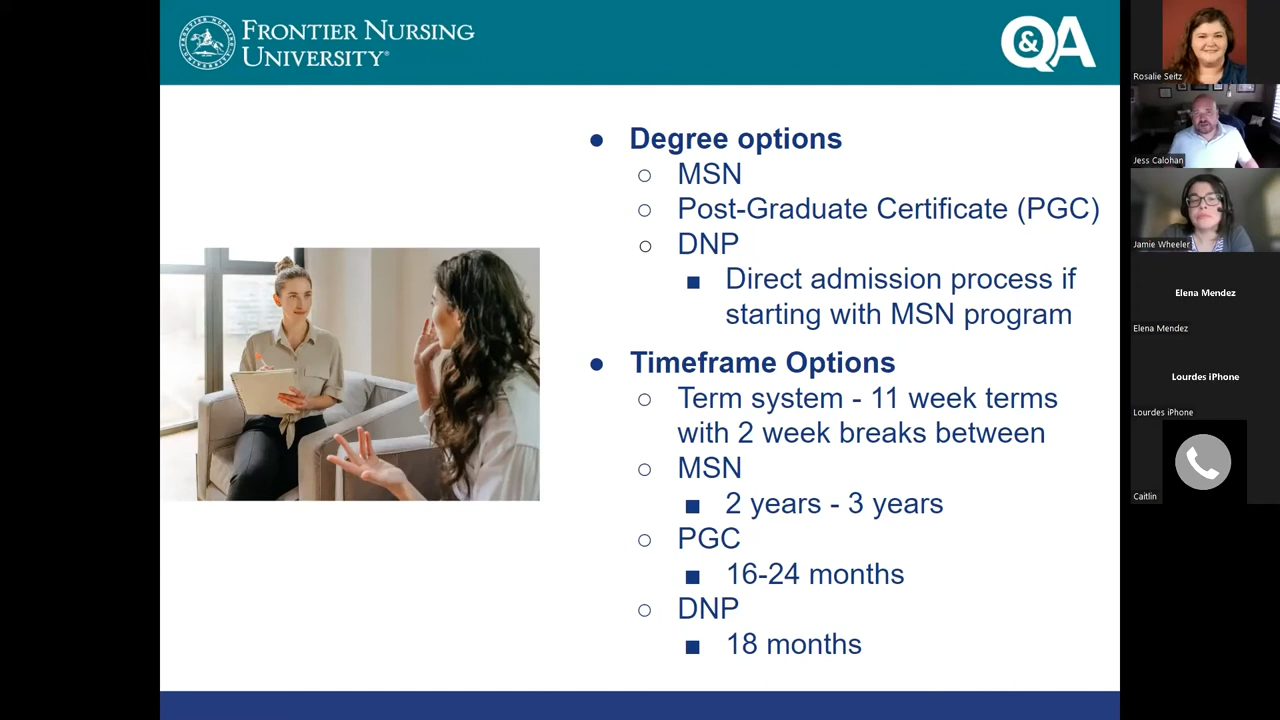 FRONTIER NURSING
UNIVERSITY®
Q&A
● Degree options
○ MSN
○ Post-Graduate Certificate (PGC)
○ DNP
■ Direct admission process if
starting with MSN program
● Timeframe Options
○ Term system - 11 week terms
with 2 week breaks between
○ MSN
■ 2 years - 3 years
○ PGC
■ 16-24 months
○ DNP
■ 18 months
Rosalie Seitz
Jess Calohan
Jamie Wheeler
Elena Mendez
Elena Mendez
Lourdes iPhone
Lourdes iPhone
Caitlin